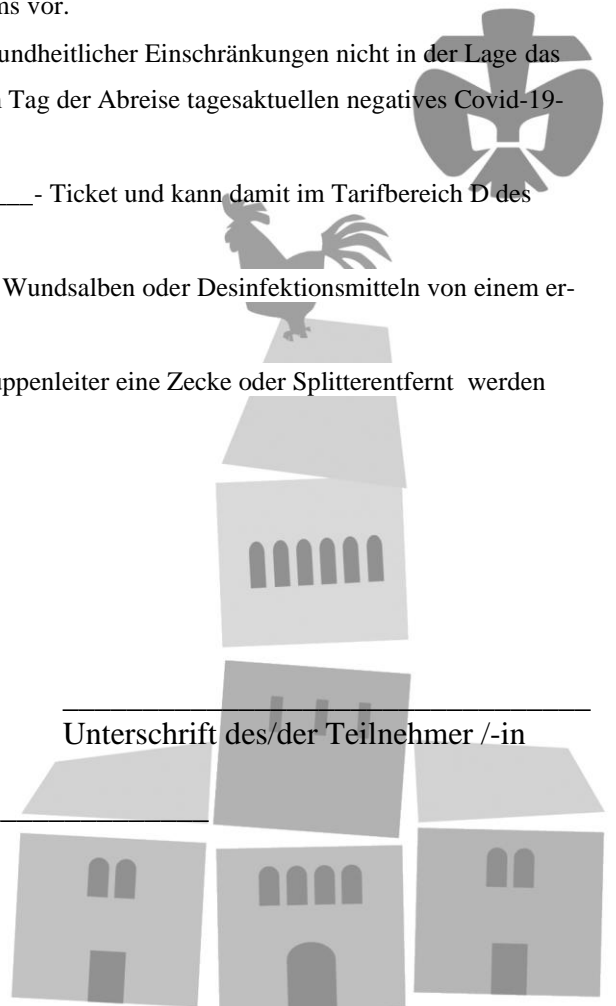 ns vor.
undheitlicher Einschränkungen nicht in der Lage das
n Tag der Abreise tagesaktuellen negatives Covid-19-
___- Ticket und kann damit im Tarifbereich D des
Wundsalben oder Desinfektionsmitteln von einem er-
uppenleiter eine Zecke oder Splitterentfernt werden
Unterschrift des/der Teilnehmer /-in